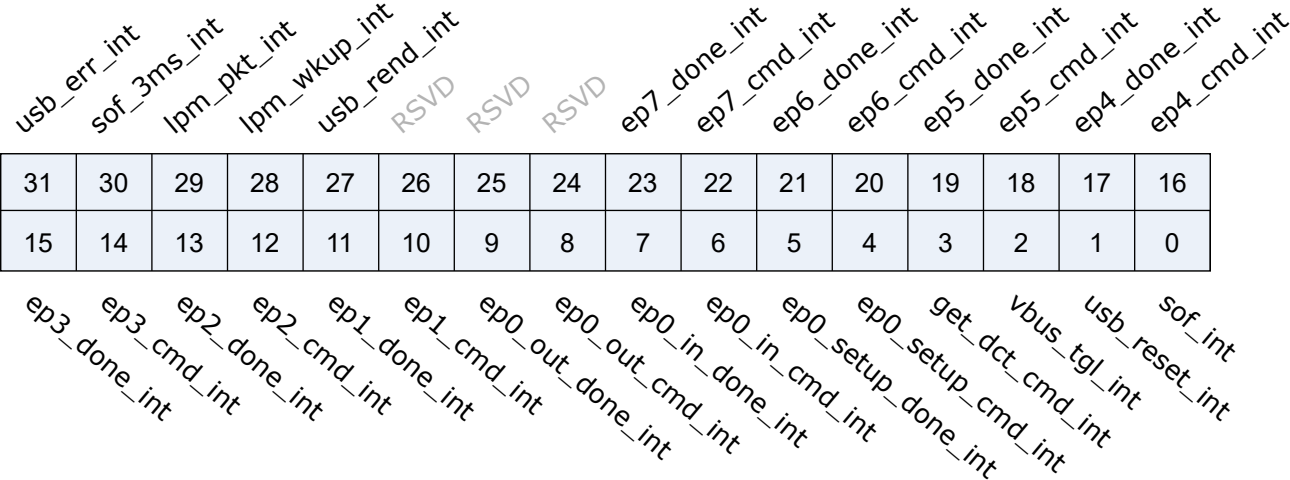 usb_err_int sof_3ms_int lpm_pkt_int lpm_wkup_int usb_rend_int RSVD RSVD RSVD ep7_done_int ep7_cmd_int ep6_done_int ep6_cmd_int ep5_done_int ep5_cmd_int ep4_done_int ep4_cmd_int
31 30 29 28 27 26 25 24 23 22 21 20 19 18 17 16
15 14 13 12 11 10 9 8 7 6 5 4 3 2 1 0
ep3_done_int ep3_cmd_int ep2_done_int ep2_cmd_int ep1_done_int ep1_cmd_int ep0_out_done_int ep0_out_cmd_int ep0_in_done_int ep0_in_cmd_int ep0_setup_done_int ep0_setup_cmd_int get_dct_cmd_int vbus_tgl_int usb_reset_int sof_int